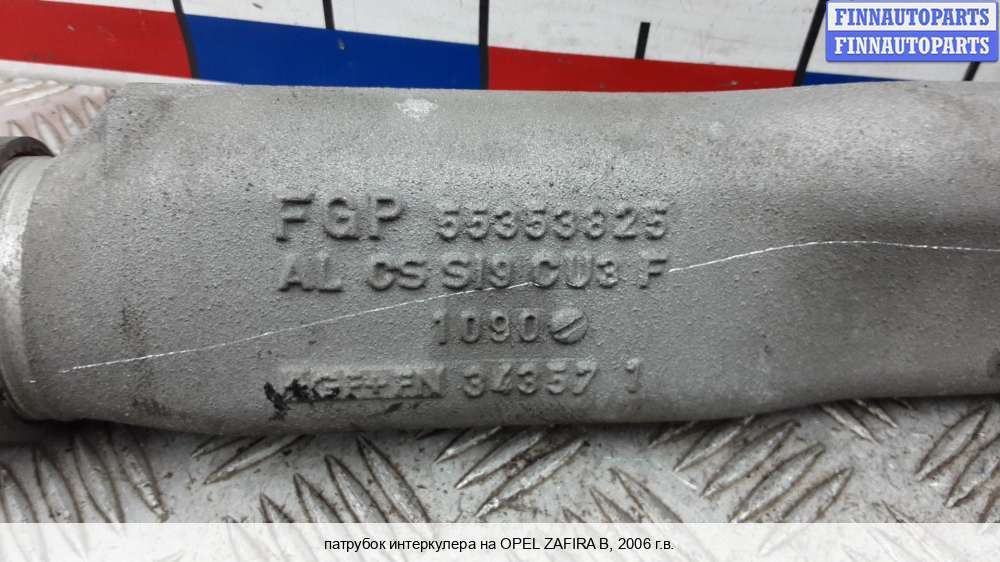 FINNAUTOPARTS
FINNAUTOPARTS
FGP 55353825
AL CS SI9 CU3 F
1090
34357 1
патрубок интеркулера на OPEL ZAFIRA B, 2006 г.в.